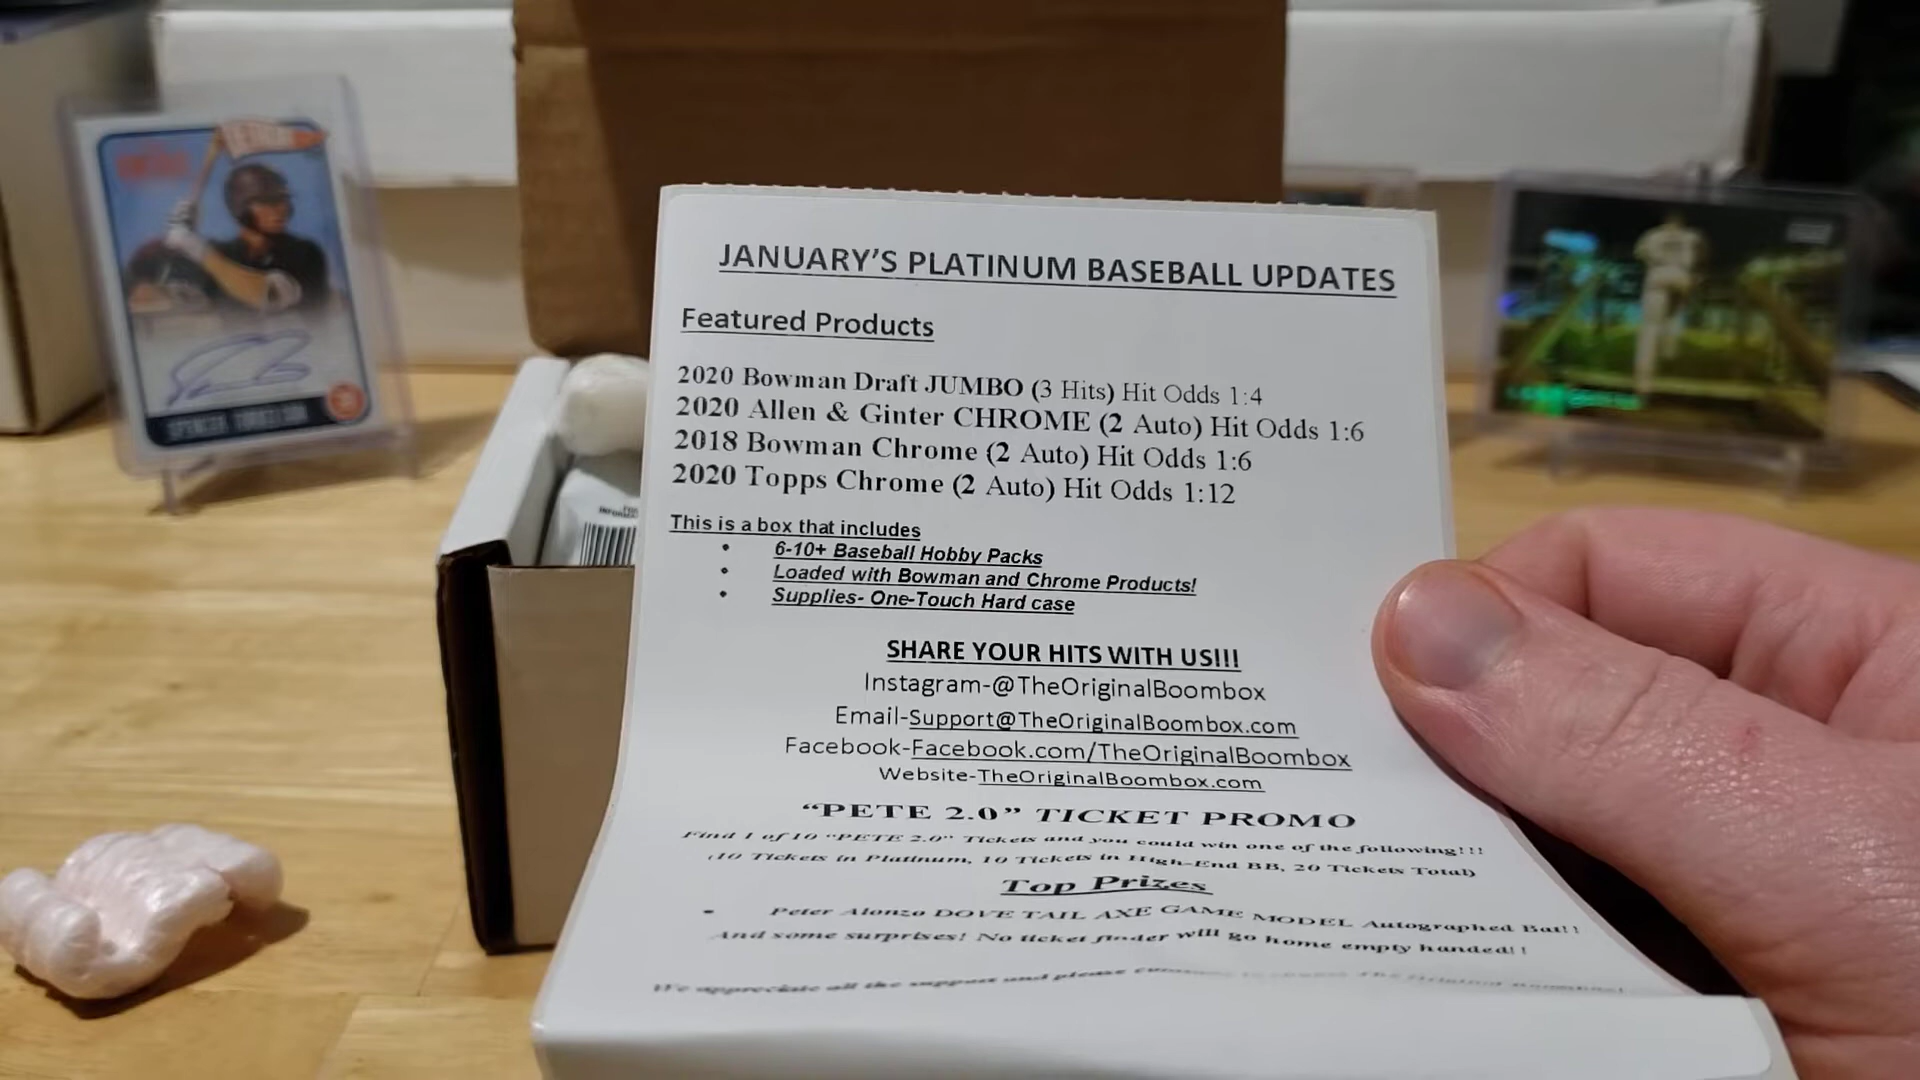 JANUARY'S PLATINUM BASEBALL UPDATES
Featured Products
2020 Bowman Draft JUMBO (3 Hits) Hit Odds 1:4
2020 Allen & Ginter CHROME (2 Auto) Hit Odds 1:6
2018 Bowman Chrome (2 Auto) Hit Odds 1:6
2020 Topps Chrome (2 Auto) Hit Odds 1:12
This is a box that includes
• 6-10+ Baseball Hobby Packs
• Loaded with Bowman and Chrome Products!
• Supplies- One-Touch Hard case
SHARE YOUR HITS WITH US!!!
Instagram-@TheOriginalBoombox
Email-Support@TheOriginalBoombox.com
Facebook-Facebook.com/TheOriginalBoombox
Website-TheOriginalBoombox.com
“PETE 2.0” TICKET PROMO
Find 1 of 10 “PETE 2.0” Tickets and you could win one of the following!!!
(10 Tickets in Platinum, 10 Tickets in High-End BB, 20 Tickets Total)
Top Prizes
- Peter Alonzo DOVE TAIL AXE GAME MODEL Autographed Bat!!
And some surprises! No ticket finder will go home empty handed!!
We appreciate all the support and please